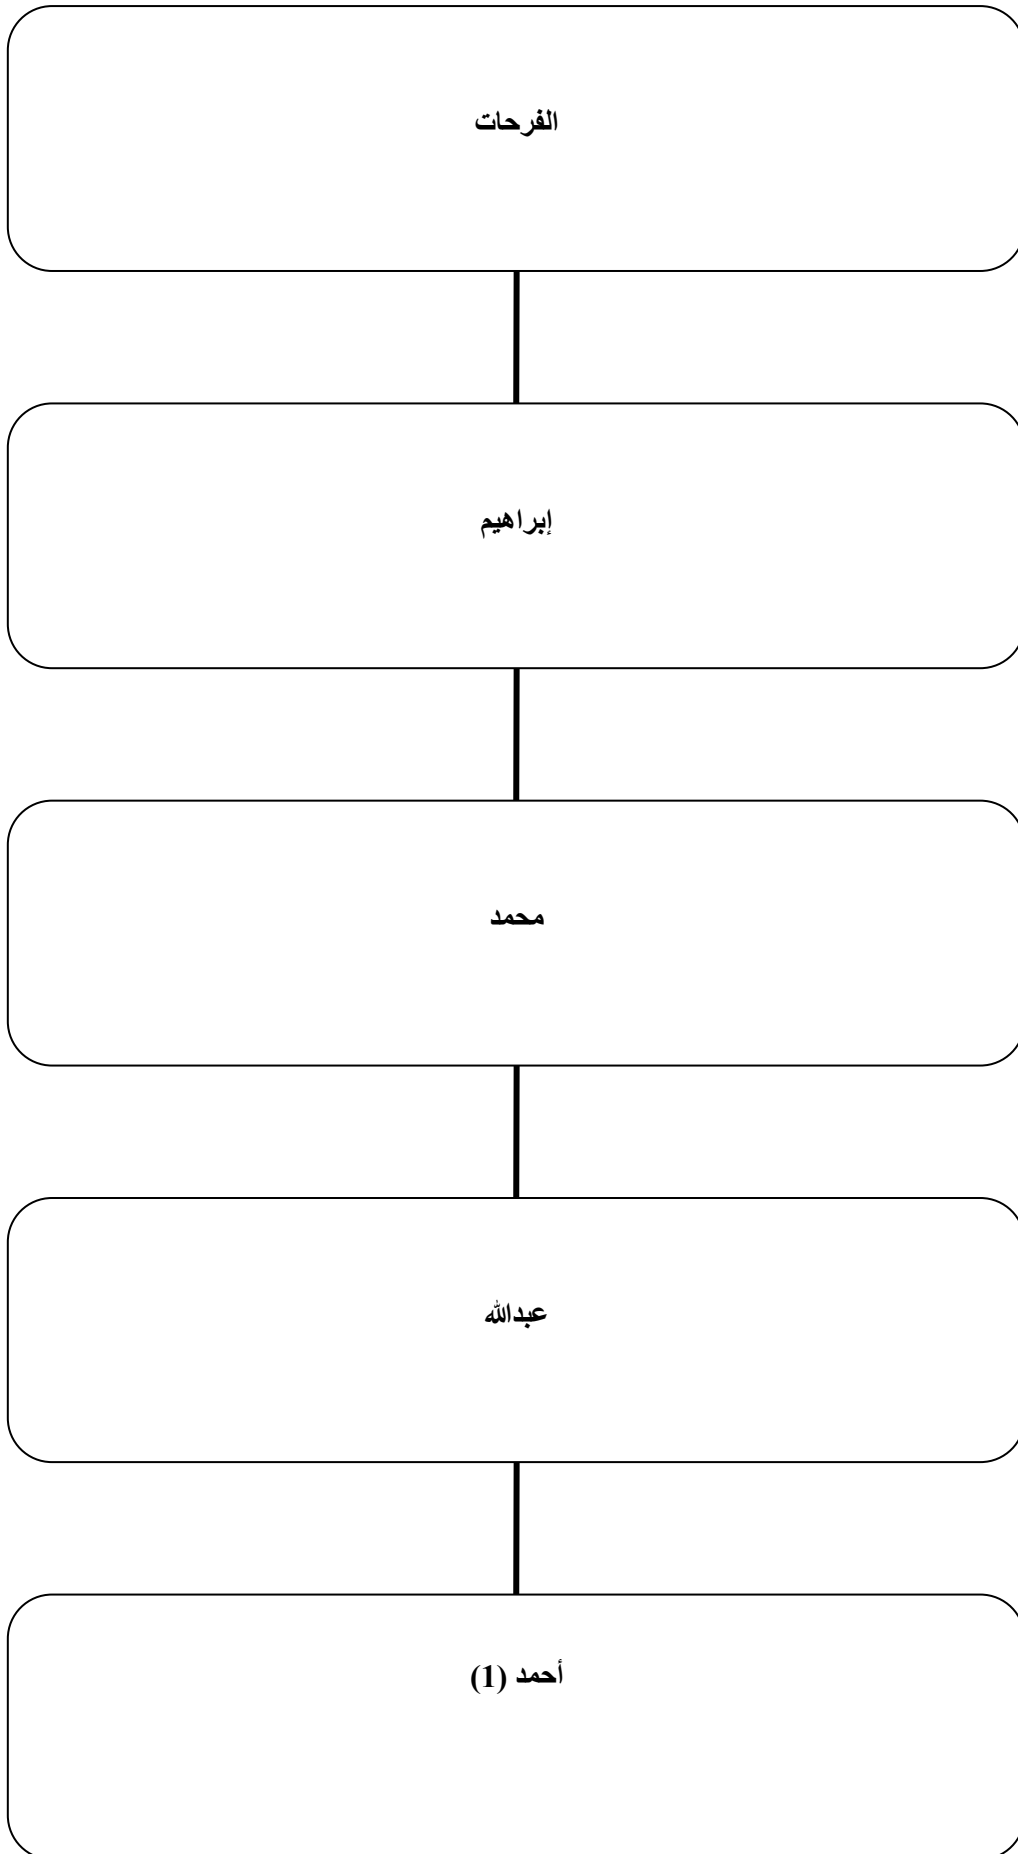 الفرحات
إبراهيم
محمد
عبدالله
أحمد (1)